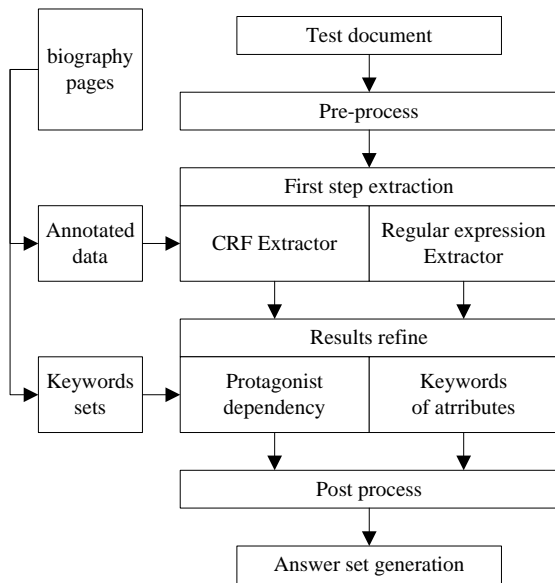 biography
pages
Test document
Pre-process
First step extraction
Annotated
data
CRF Extractor
Regular expression
Extractor
Results refine
Keywords
sets
Protagonist
dependency
Keywords
of atrributes
Post process
Answer set generation